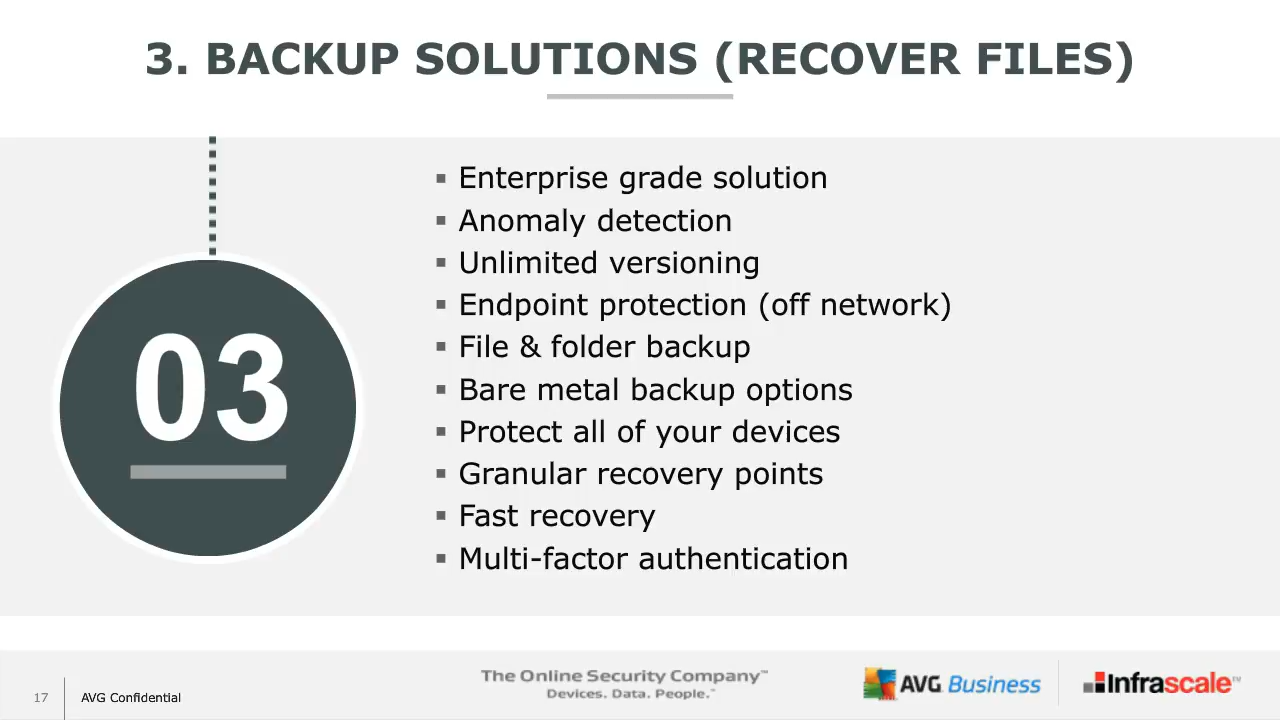 3. BACKUP SOLUTIONS (RECOVER FILES)
03
▪ Enterprise grade solution
▪ Anomaly detection
▪ Unlimited versioning
▪ Endpoint protection (off network)
▪ File & folder backup
▪ Bare metal backup options
▪ Protect all of your devices
▪ Granular recovery points
▪ Fast recovery
▪ Multi-factor authentication
17
AVG Confidential
The Online Security Company™
Devices. Data. People.™
AVG Business
Infrascale™